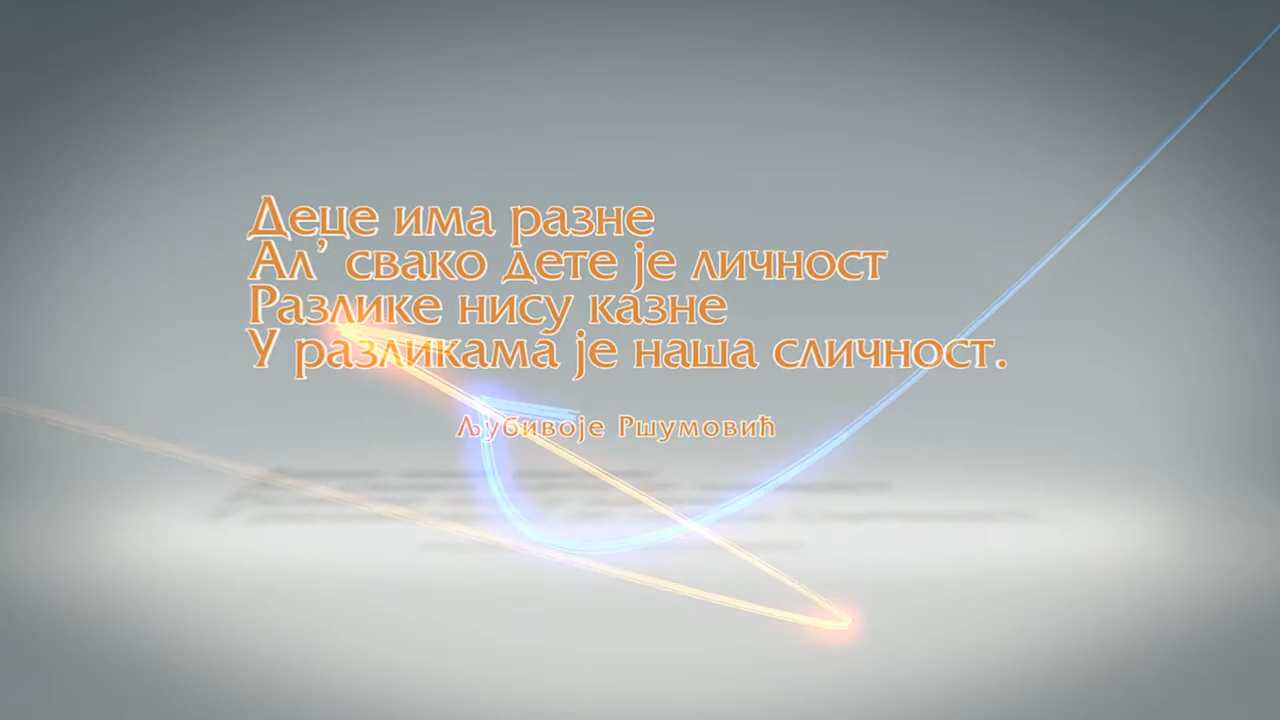 Деце има разне
Ал’ свако дете је личност
Разлике нису казне
У разликама је наша сличност.
Љубивоје Ршумовић